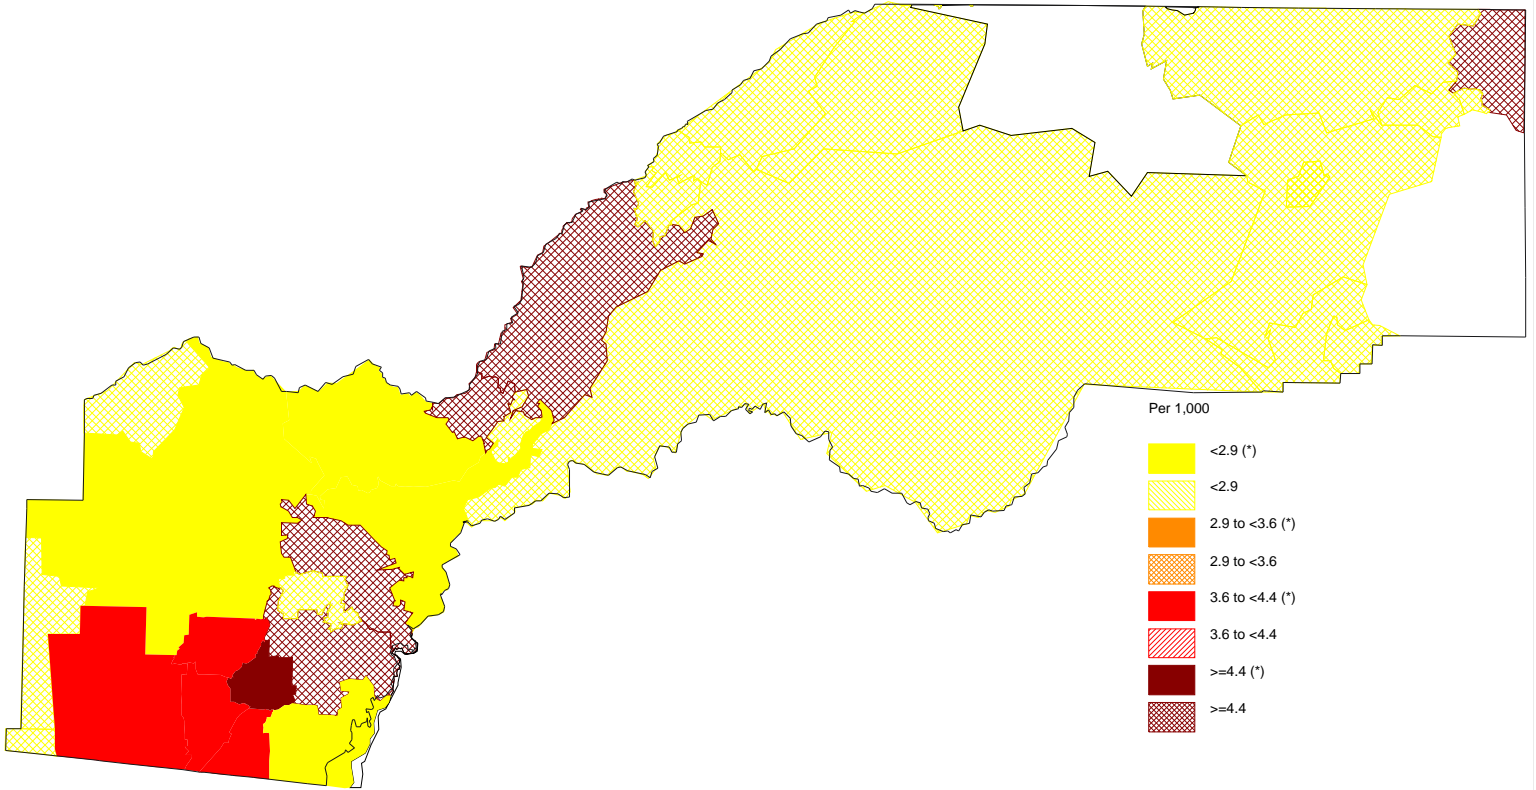 Per 1,000
<2.9 (*)
<2.9
2.9 to <3.6 (*)
2.9 to <3.6
3.6 to <4.4 (*)
3.6 to <4.4
>=4.4 (*)
>=4.4